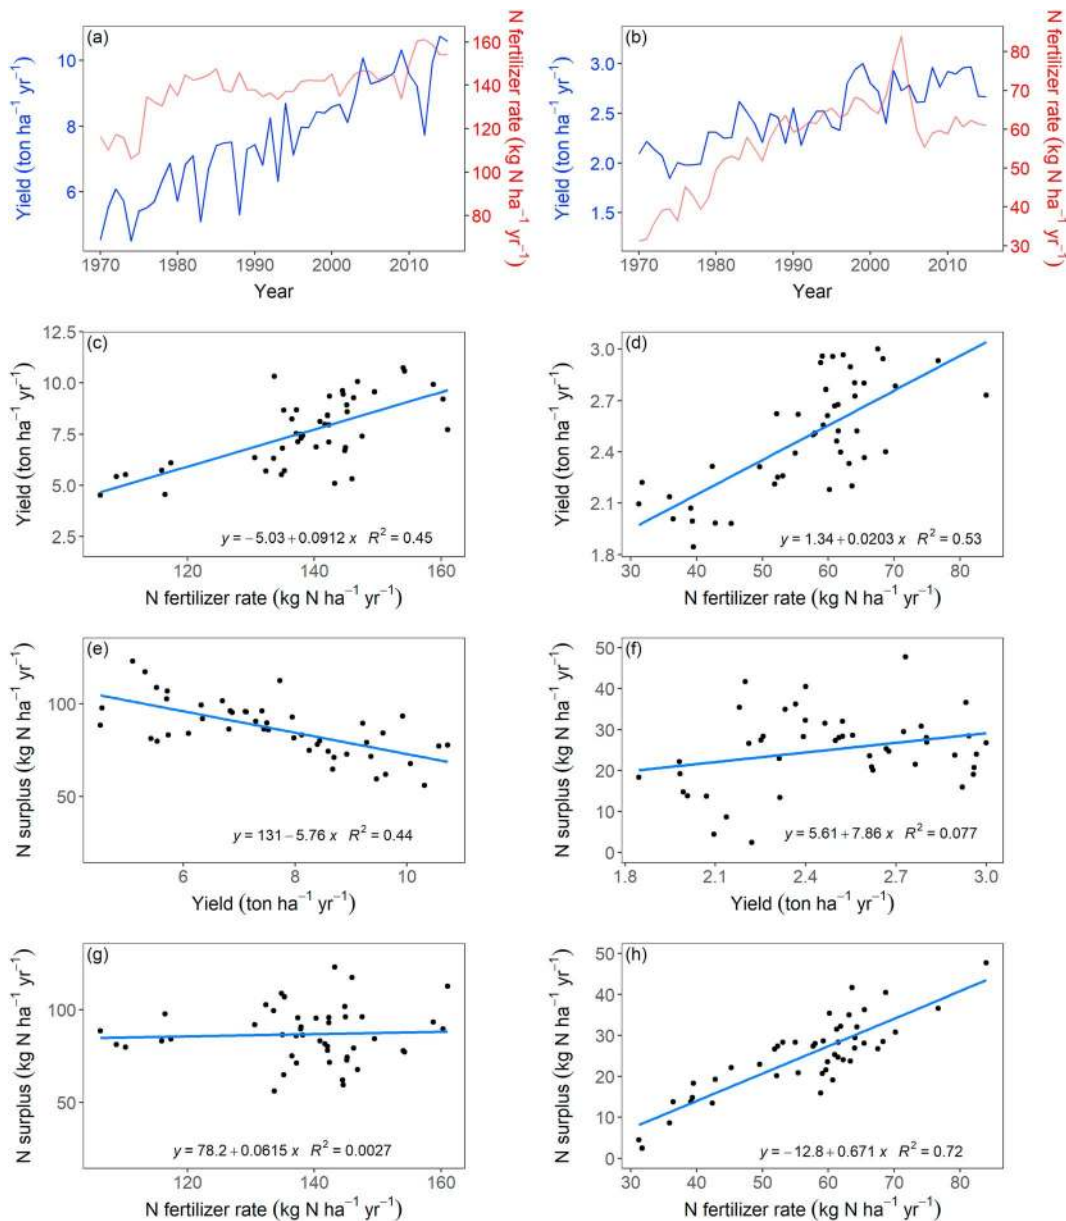 (a)
Yield (ton ha⁻¹ yr⁻¹)
10
8
6
160
140
120
100
80
N fertilizer rate (kg N ha⁻¹ yr⁻¹)
1970 1980 1990 2000 2010
Year
(b)
Yield (ton ha⁻¹ yr⁻¹)
3.0
2.5
2.0
1.5
80
70
60
50
40
30
N fertilizer rate (kg N ha⁻¹ yr⁻¹)
1970 1980 1990 2000 2010
Year
(c)
Yield (ton ha⁻¹ yr⁻¹)
12.5
10.0
7.5
5.0
2.5
y = −5.03 + 0.0912 x R² = 0.45
120 140 160
N fertilizer rate (kg N ha⁻¹ yr⁻¹)
(d)
Yield (ton ha⁻¹ yr⁻¹)
3.0
2.7
2.4
2.1
1.8
y = 1.34 + 0.0203 x R² = 0.53
30 40 50 60 70 80
N fertilizer rate (kg N ha⁻¹ yr⁻¹)
(e)
N surplus (kg N ha⁻¹ yr⁻¹)
100
50
y = 131 − 5.76 x R² = 0.44
6 8 10
Yield (ton ha⁻¹ yr⁻¹)
(f)
N surplus (kg N ha⁻¹ yr⁻¹)
50
40
30
20
10
0
y = 5.61 + 7.86 x R² = 0.077
1.8 2.1 2.4 2.7 3.0
Yield (ton ha⁻¹ yr⁻¹)
(g)
N surplus (kg N ha⁻¹ yr⁻¹)
100
50
y = 78.2 + 0.0615 x R² = 0.0027
120 140 160
N fertilizer rate (kg N ha⁻¹ yr⁻¹)
(h)
N surplus (kg N ha⁻¹ yr⁻¹)
50
40
30
20
10
0
y = −12.8 + 0.671 x R² = 0.72
30 40 50 60 70 80
N fertilizer rate (kg N ha⁻¹ yr⁻¹)